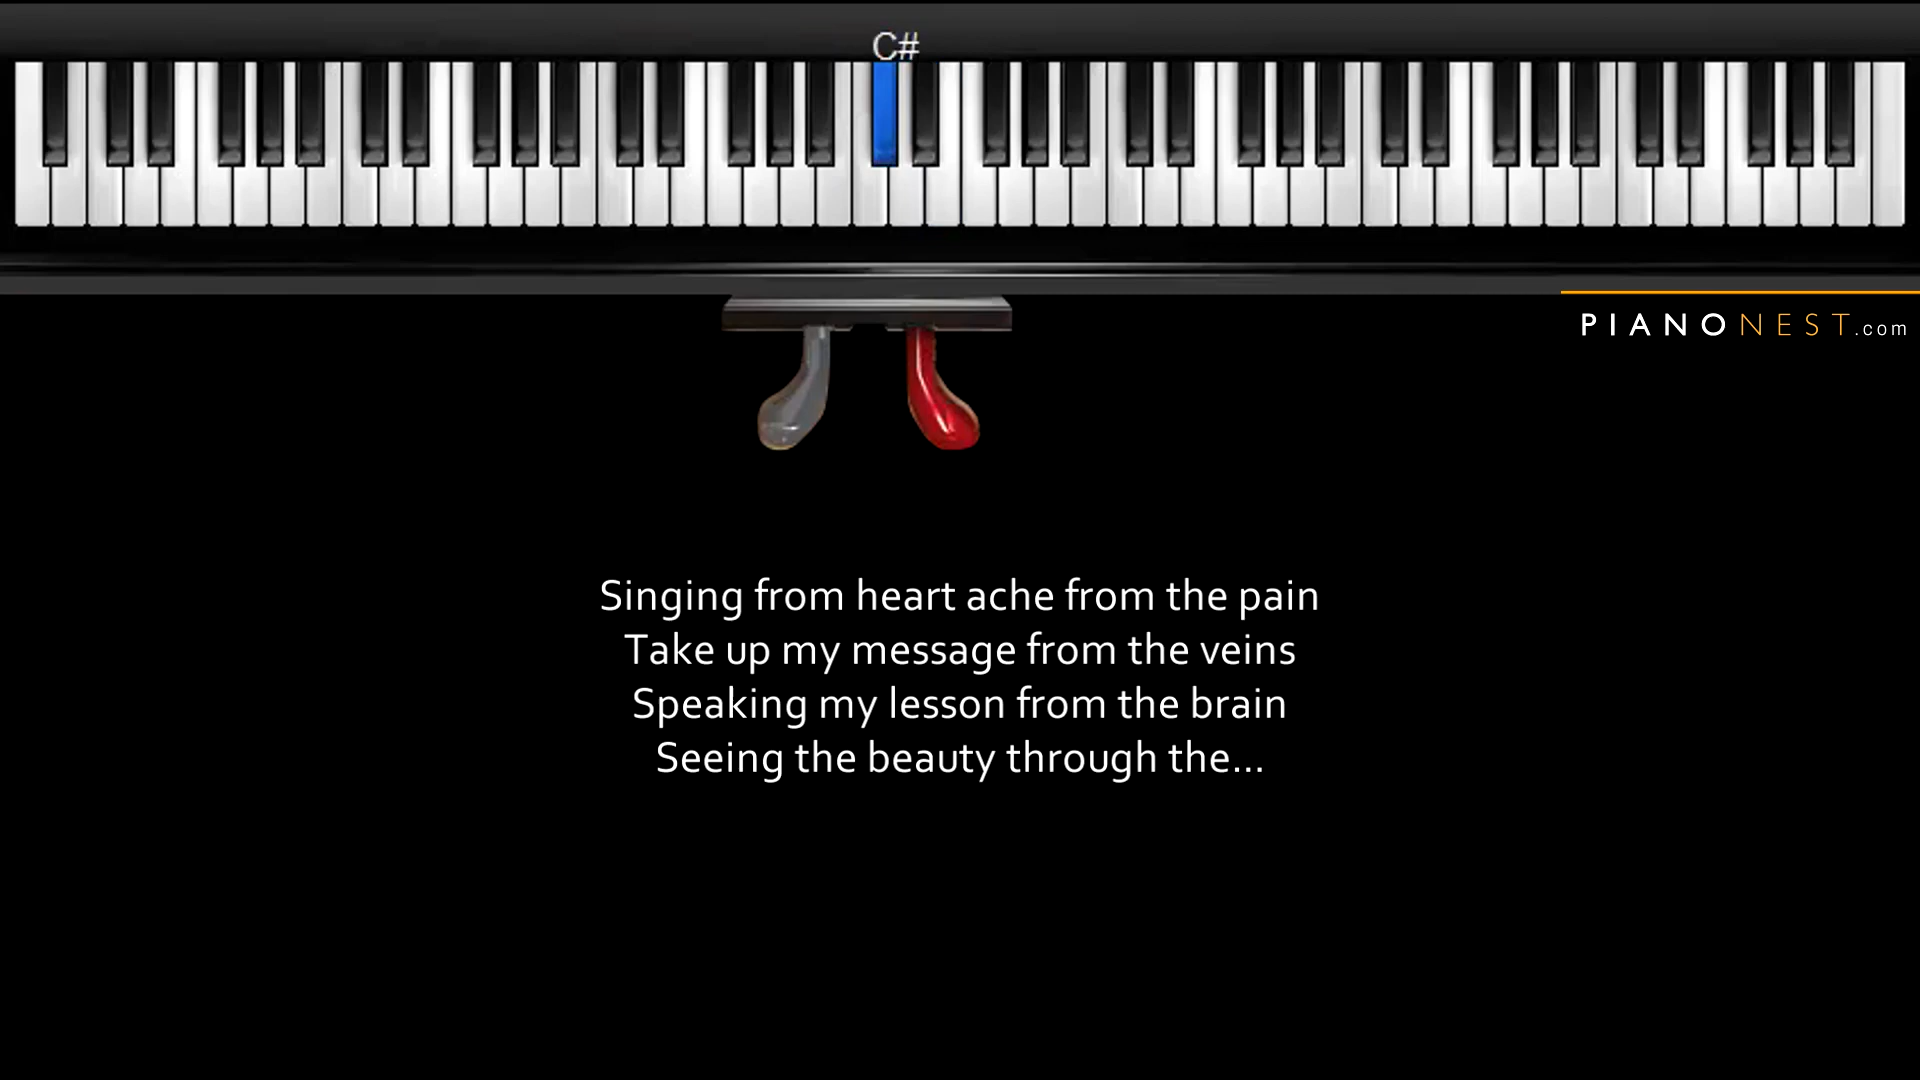 C#
PIANONEST.com
Singing from heart ache from the pain
Take up my message from the veins
Speaking my lesson from the brain
Seeing the beauty through the...